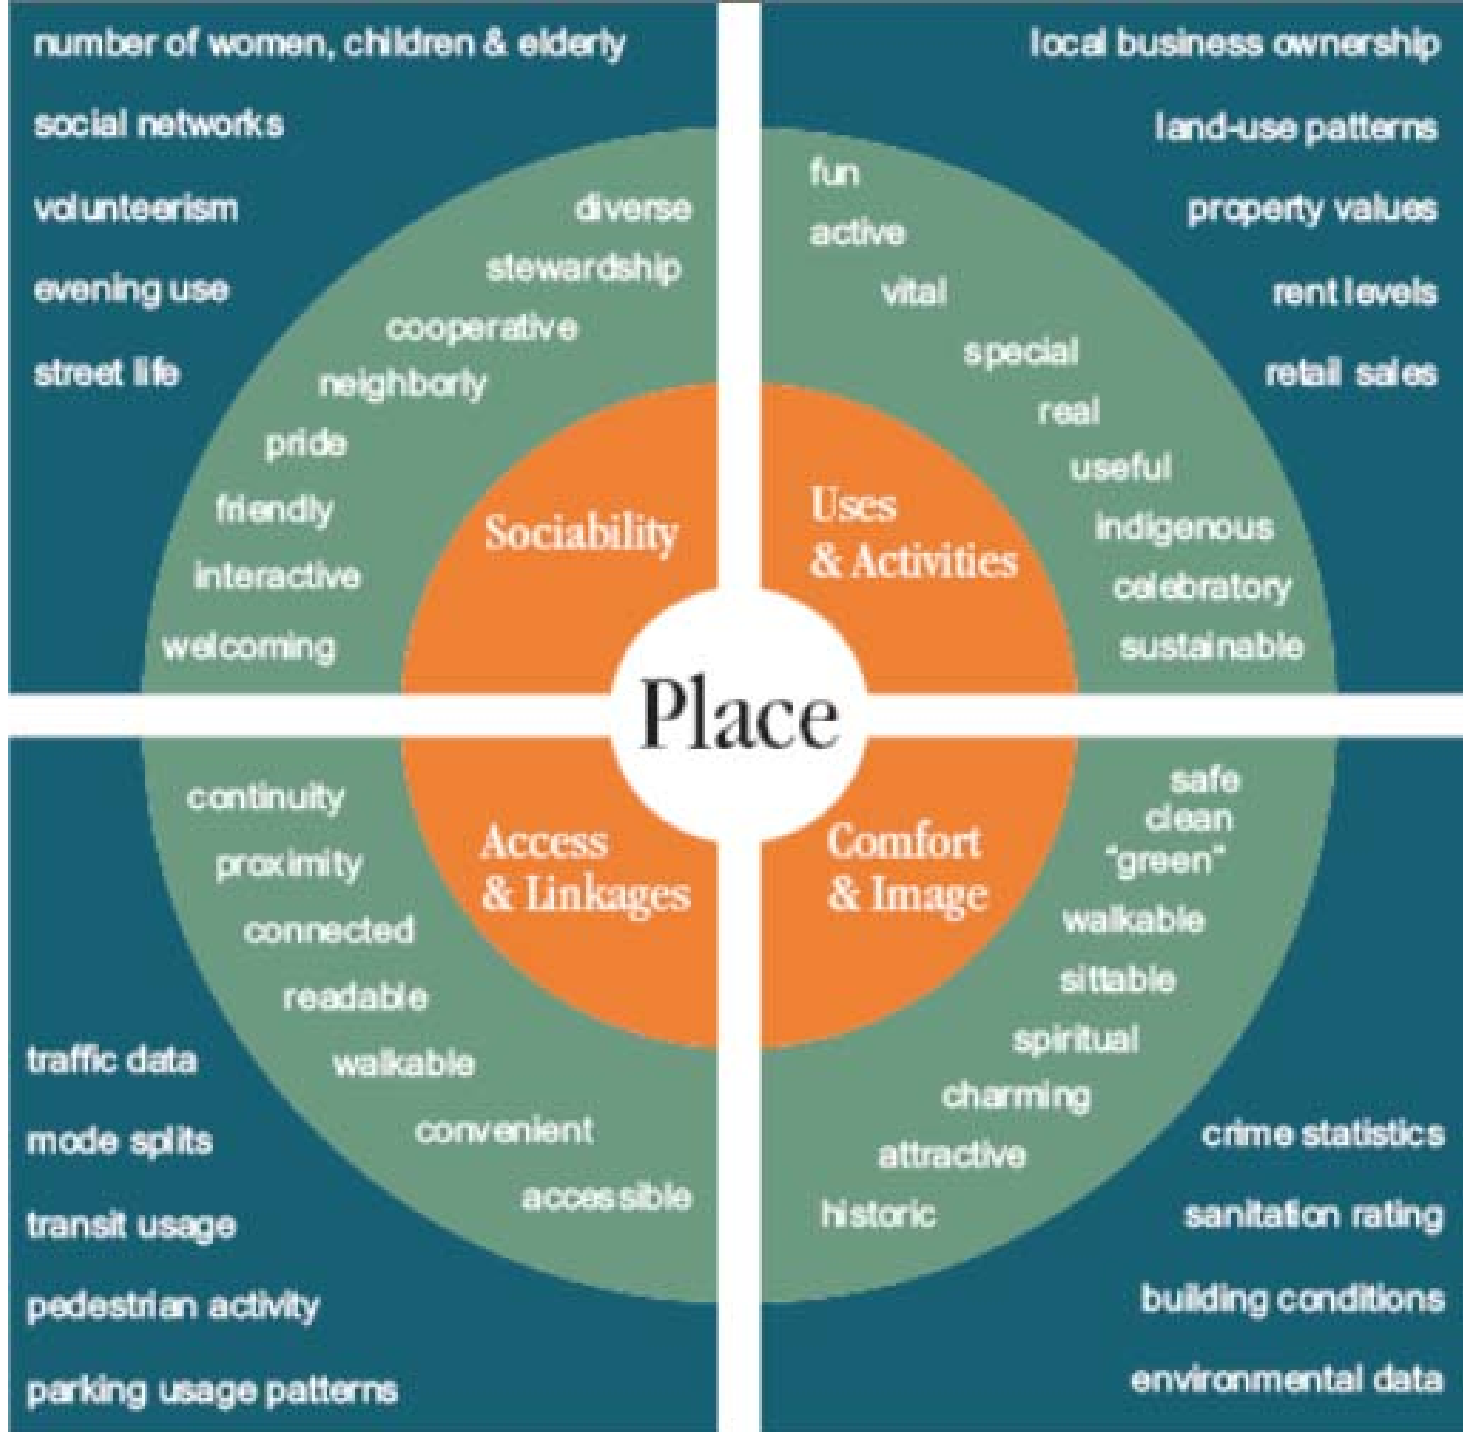 number of women, children & elderly
social networks
volunteerism
evening use
street life
diverse
stewardship
cooperative
neighborly
pride
friendly
interactive
welcoming
Sociability
local business ownership
land-use patterns
property values
rent levels
retail sales
fun
active
vital
special
real
useful
indigenous
celebratory
sustainable
Uses
& Activities
Place
continuity
proximity
connected
readable
walkable
convenient
accessible
Access
& Linkages
traffic data
mode splits
transit usage
pedestrian activity
parking usage patterns
Comfort
& Image
safe
clean
"green"
walkable
sittable
spiritual
charming
attractive
historic
crime statistics
sanitation rating
building conditions
environmental data